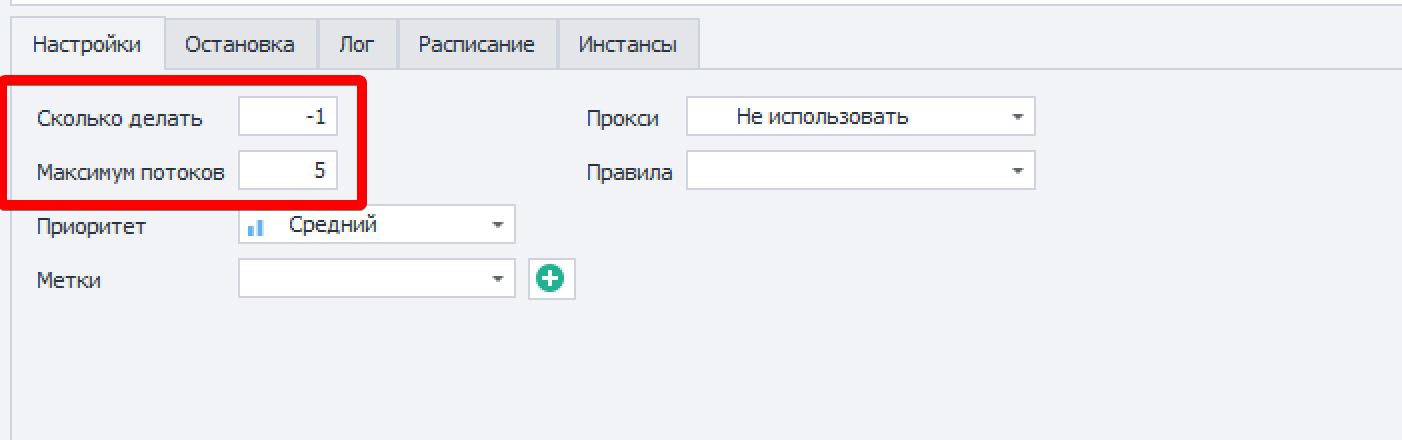 Настройки Остановка Лог Расписание Инстансы
Сколько делать -1 Прокси Не использовать
Максимум потоков 5 Правила
Приоритет Средний
Метки